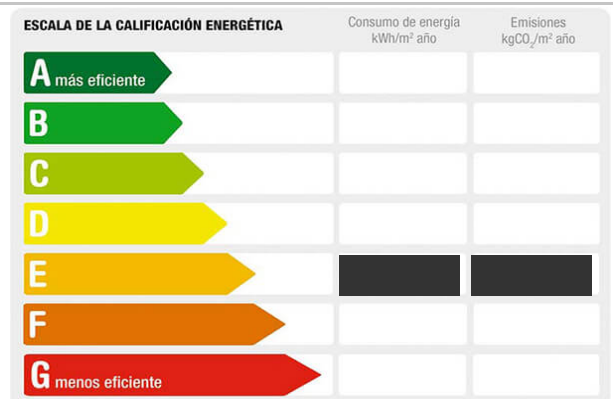 ESCALA DE LA CALIFICACIÓN ENERGÉTICA
Consumo de energía
kWh/m² año
Emisiones
kgCO₂/m² año
A más eficiente
B
C
D
E
F
G menos eficiente